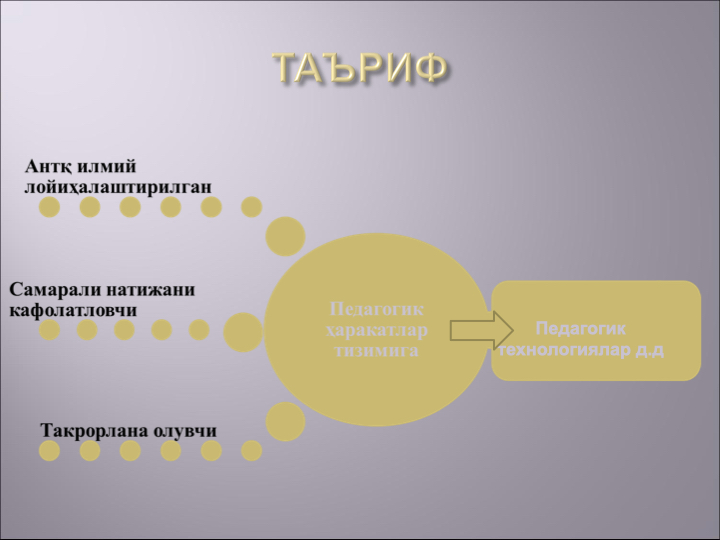 ТАЪРИФ
Антқ илмий
лойиҳалаштирилган
Самарали натижани
кафолатловчи
Такрорлана олувчи
Педагогик
ҳаракатлар
тизимига
Педагогик
технологиялар д.д